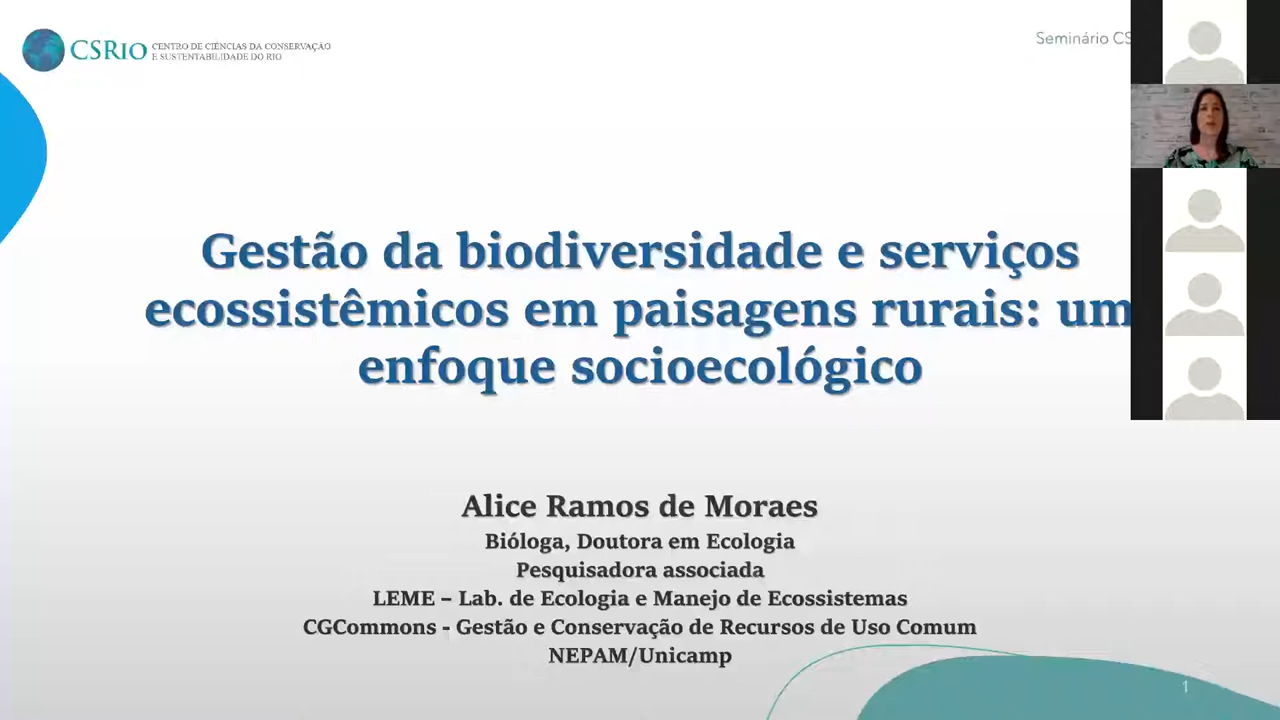 CSRio
CENTRO DE CIÊNCIAS DA CONSERVAÇÃO
E SUSTENTABILIDADE DO RIO
Seminário CS
Gestão da biodiversidade e serviços
ecossistêmicos em paisagens rurais: um
enfoque socioecológico
Alice Ramos de Moraes
Bióloga, Doutora em Ecologia
Pesquisadora associada
LEME – Lab. de Ecologia e Manejo de Ecossistemas
CGCommons - Gestão e Conservação de Recursos de Uso Comum
NEPAM/Unicamp
1